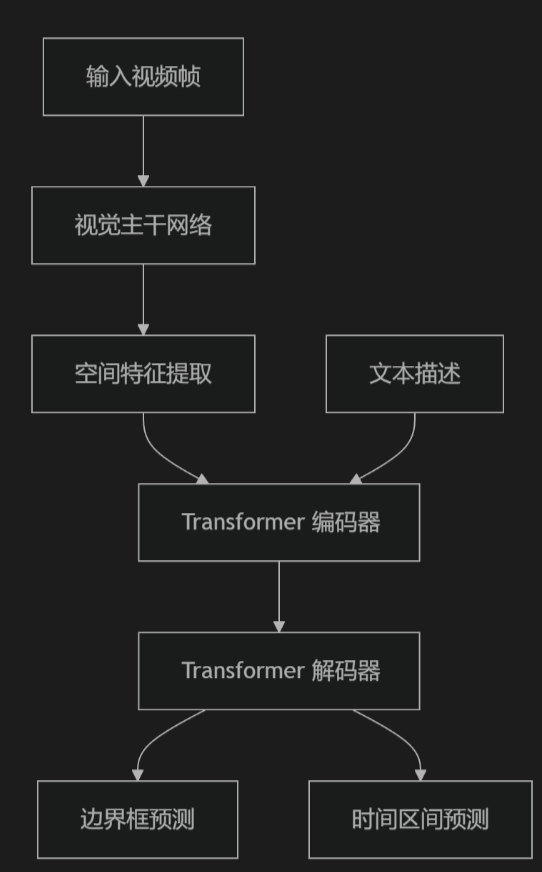 输入视频帧
视觉主干网络
空间特征提取
文本描述
Transformer 编码器
Transformer 解码器
边界框预测
时间区间预测